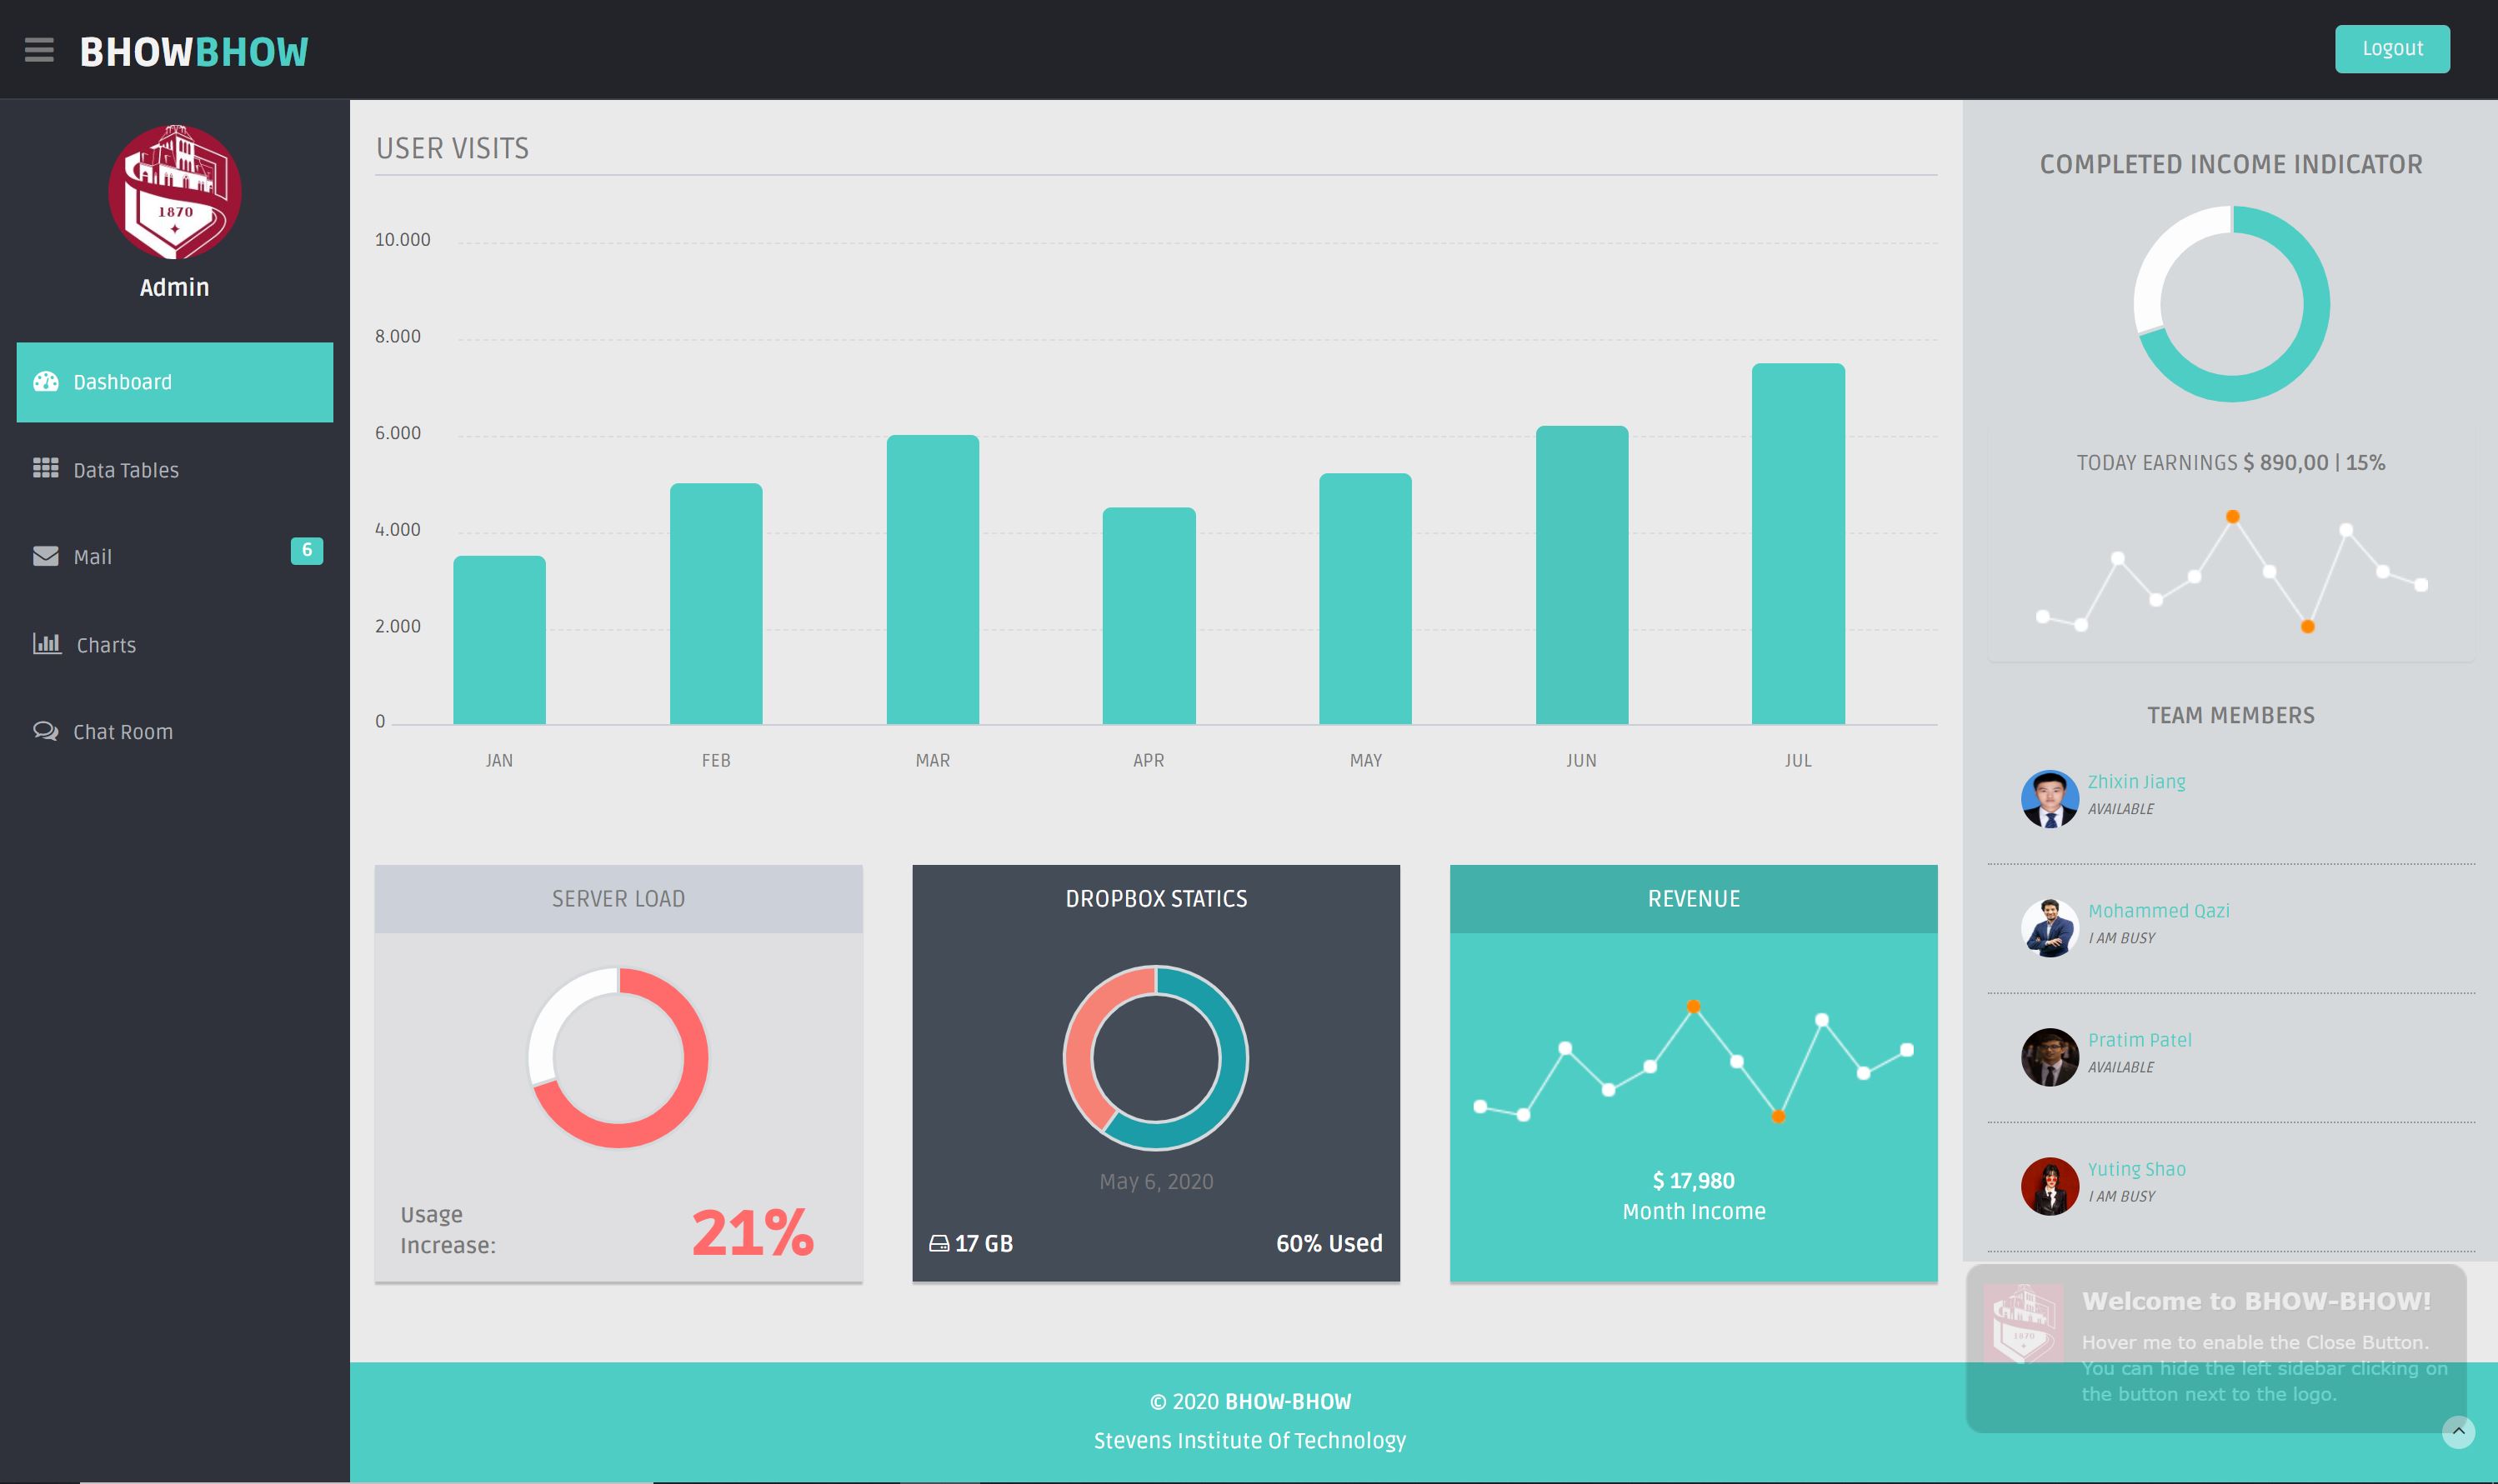 BHOWBHOW
Logout
1870
Admin
Dashboard
Data Tables
Mail
6
Charts
Chat Room
USER VISITS
10.000
8.000
6.000
4.000
2.000
0
JAN
FEB
MAR
APR
MAY
JUN
JUL
SERVER LOAD
Usage
Increase:
21%
DROPBOX STATICS
May 6, 2020
17 GB
60% Used
REVENUE
$ 17,980
Month Income
COMPLETED INCOME INDICATOR
TODAY EARNINGS $ 890,00 | 15%
TEAM MEMBERS
Zhixin Jiang
AVAILABLE
Mohammed Qazi
I AM BUSY
Pratim Patel
AVAILABLE
Yuting Shao
I AM BUSY
1870
Welcome to BHOW-BHOW!
Hover me to enable the Close Button.
You can hide the left sidebar clicking on
the button next to the logo.
© 2020 BHOW-BHOW
Stevens Institute Of Technology